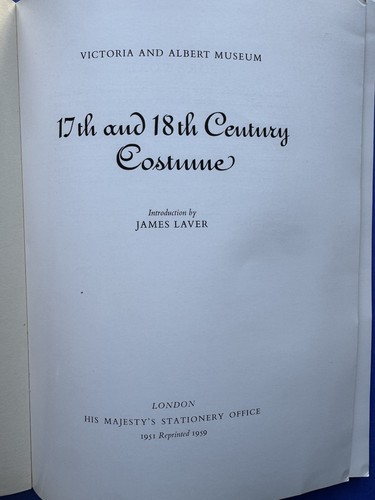 VICTORIA AND ALBERT MUSEUM
17th and 18th Century
Costume
Introduction by
JAMES LAVER
LONDON
HIS MAJESTY'S STATIONERY OFFICE
1951 Reprinted 1959